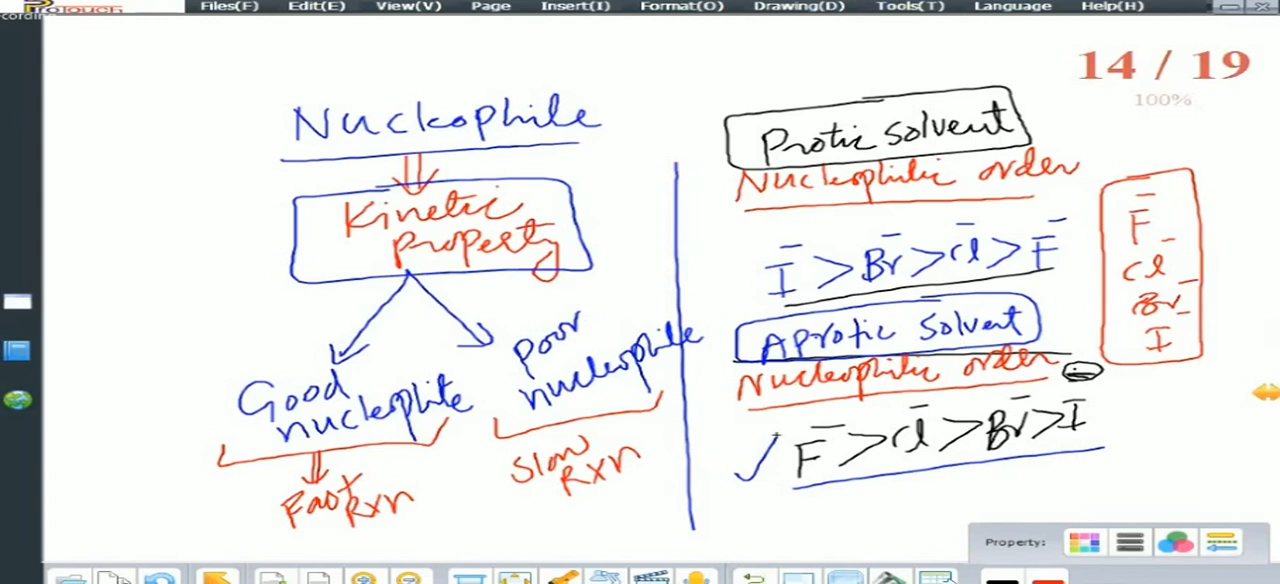 ProTouch
cording
Files(F) Edit(E) View(V) Page Insert(I) Format(O) Drawing(D) Tools(T) Language Help(H)
14 / 19
100%
Nucleophile
Kinetic
property
Good
nucleophile
Fast
Rxn
poor
nucleophile
Slow
Rxn
Protic solvent
Nucleophilic order
I⁻ > Br⁻ > Cl⁻ > F⁻
Aprotic solvent
Nucleophilic order
F⁻ > Cl⁻ > Br⁻ > I⁻
F⁻
Cl⁻
Br⁻
I⁻
Property: